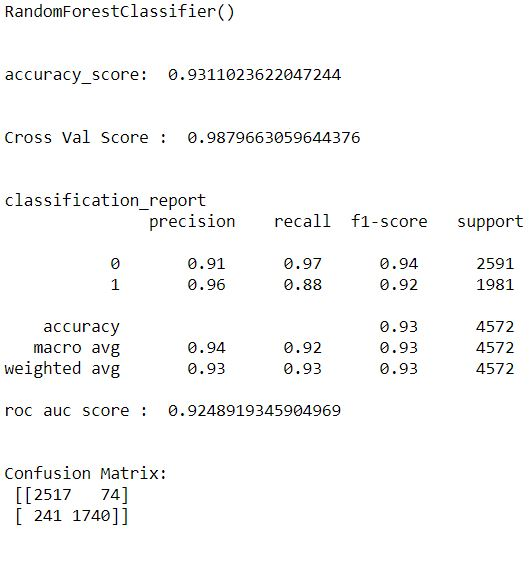 RandomForestClassifier()
accuracy_score:  0.9311023622047244
Cross Val Score :  0.9879663059644376
classification_report
              precision    recall  f1-score   support
           0       0.91      0.97      0.94      2591
           1       0.96      0.88      0.92      1981
    accuracy                           0.93      4572
   macro avg       0.94      0.92      0.93      4572
weighted avg       0.93      0.93      0.93      4572
roc auc score :  0.9248919345904969
Confusion Matrix:
 [[2517   74]
 [ 241 1740]]